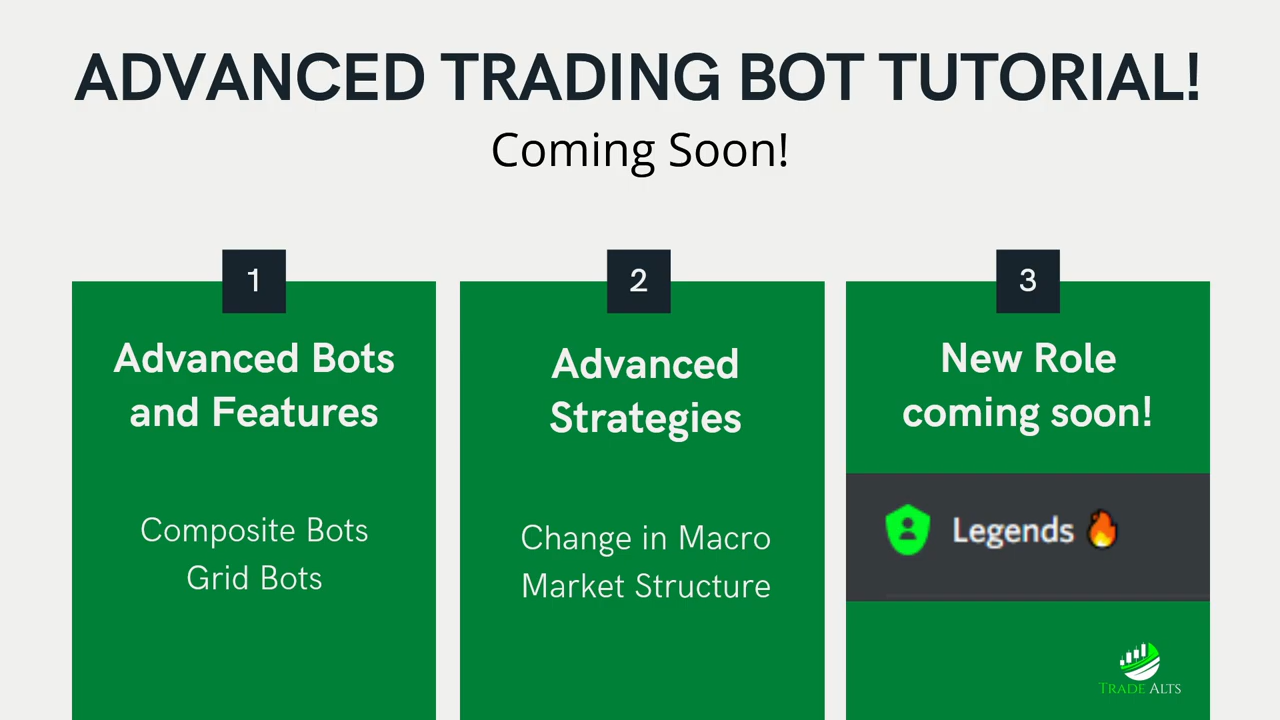 ADVANCED TRADING BOT TUTORIAL!
Coming Soon!
1
Advanced Bots
and Features
Composite Bots
Grid Bots
2
Advanced
Strategies
Change in Macro
Market Structure
3
New Role
coming soon!
Legends 🔥
TRADE ALTS